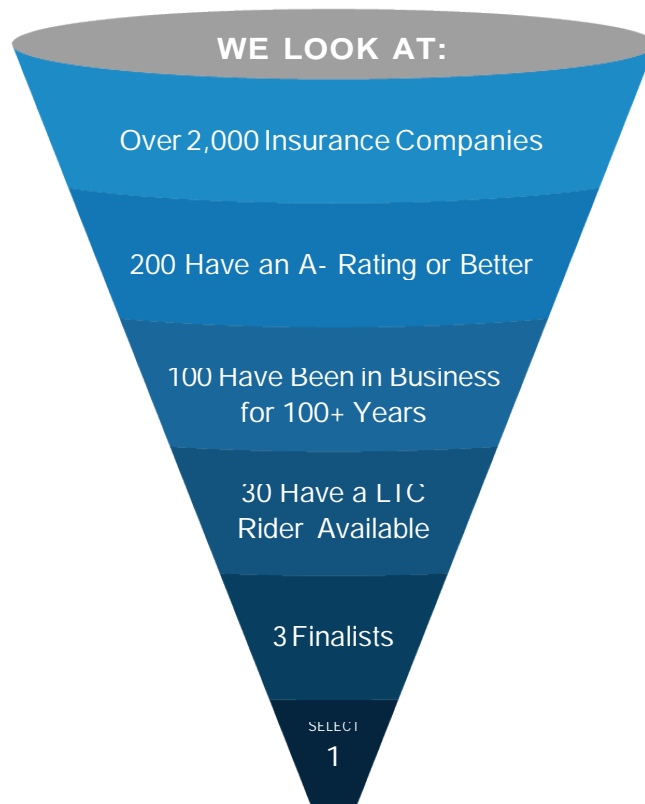 WE LOOK AT:
Over 2,000 Insurance Companies
200 Have an A- Rating or Better
100 Have Been in Business
for 100+ Years
30 Have a LTC
Rider Available
3 Finalists
SELECT
1